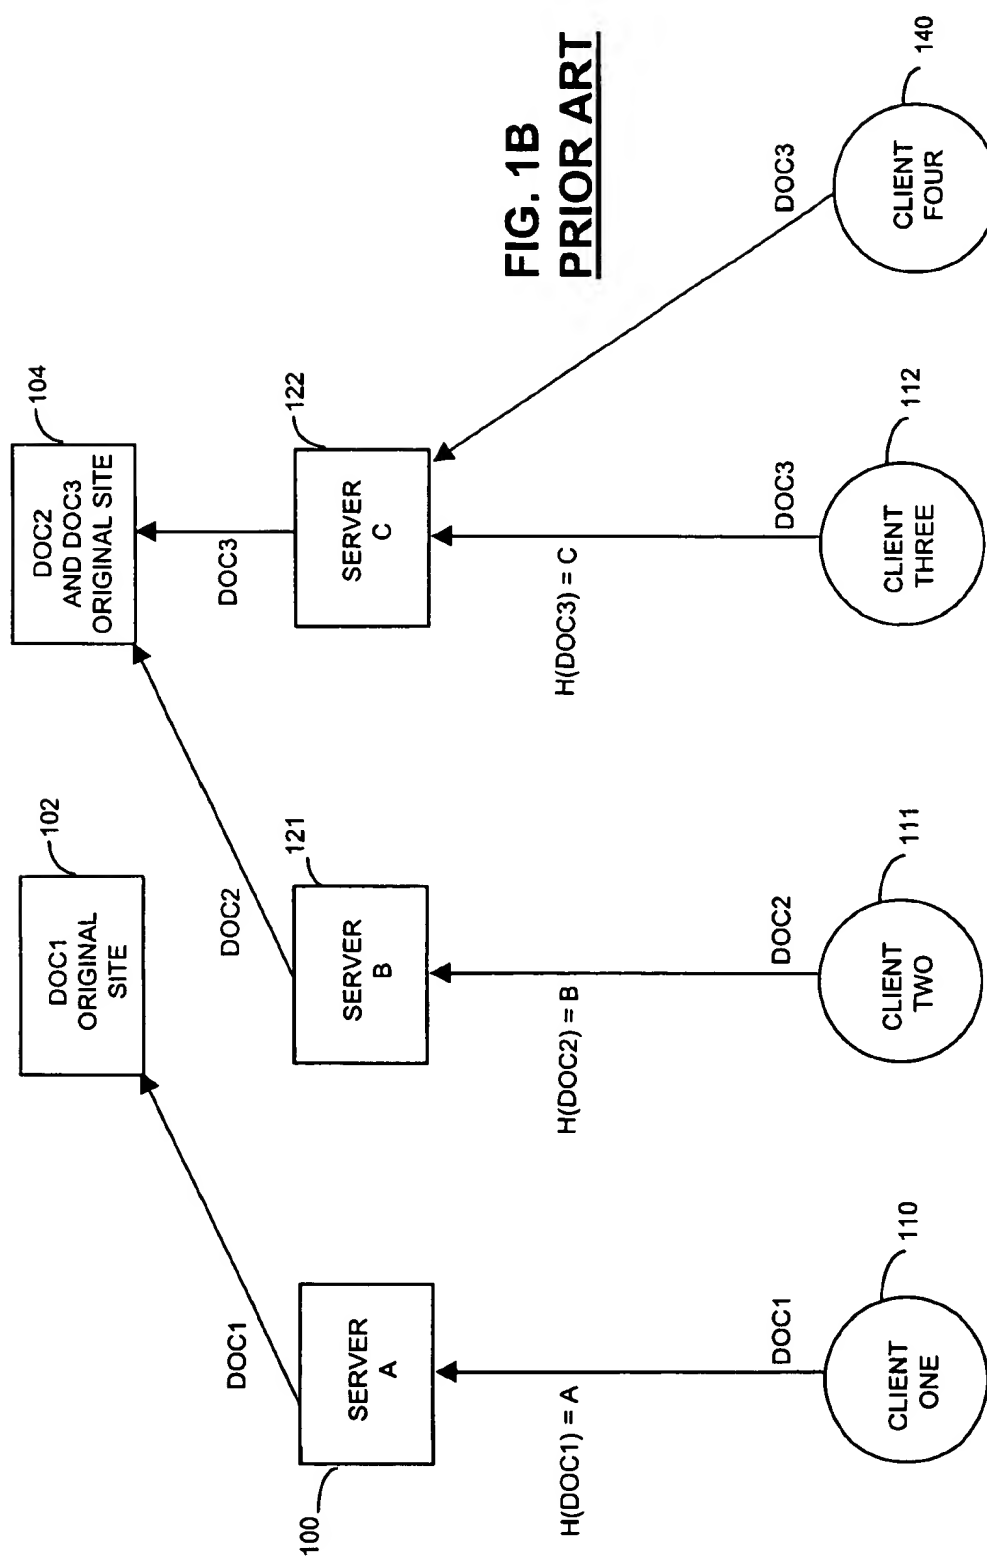 102
DOC1
ORIGINAL
SITE
104
DOC2
AND DOC3
ORIGINAL SITE
DOC1
DOC2
DOC3
100
SERVER
A
121
SERVER
B
122
SERVER
C
FIG. 1B
PRIOR ART
H(DOC1) = A
H(DOC2) = B
H(DOC3) = C
DOC1
DOC2
DOC3
DOC3
CLIENT
ONE
110
CLIENT
TWO
111
CLIENT
THREE
112
CLIENT
FOUR
140